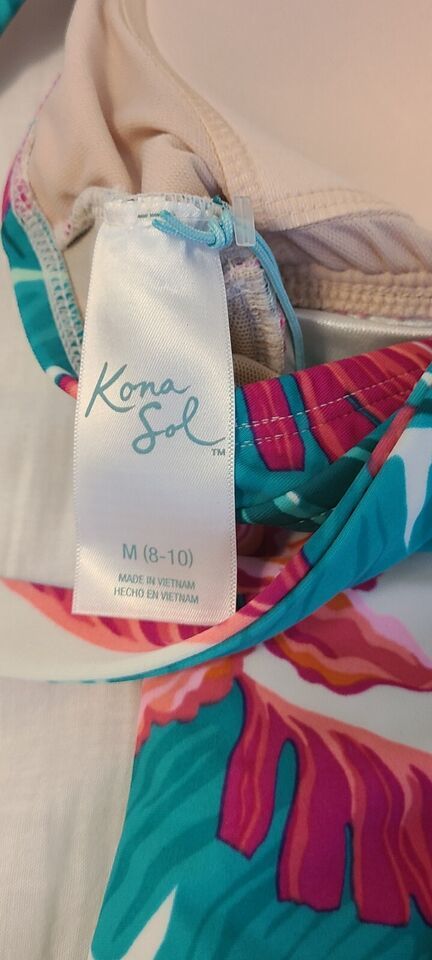 Kona
Sol
TM
M (8-10)
MADE IN VIETNAM
HECHO EN VIETNAM